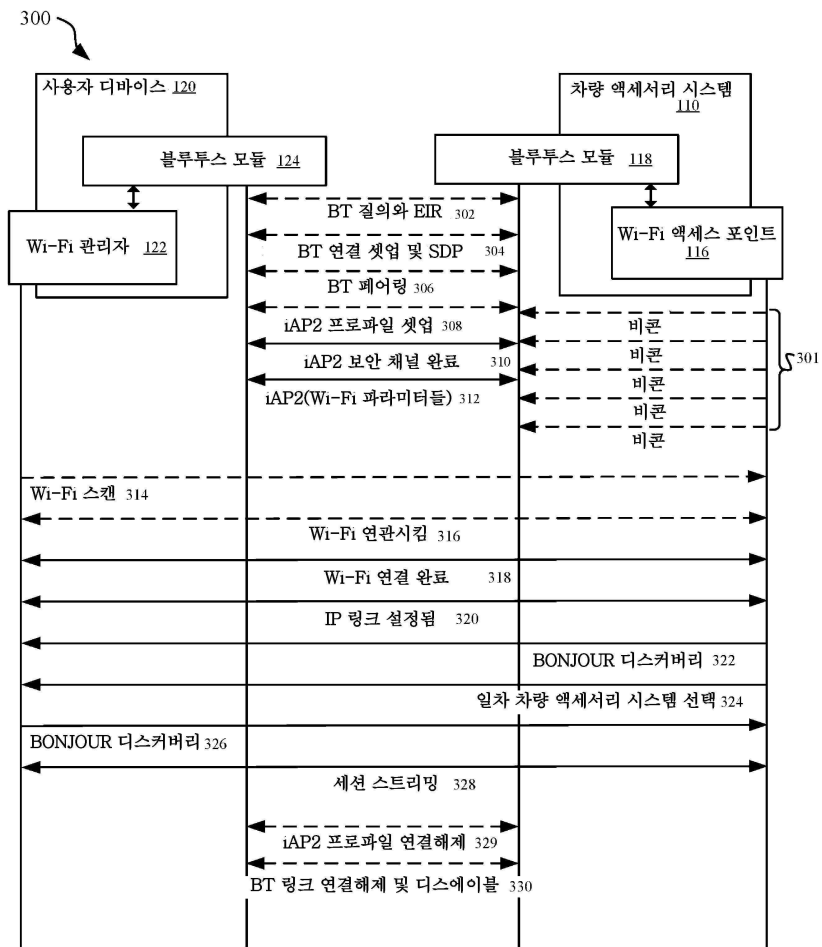 300
사용자 디바이스 120
차량 액세서리 시스템
110
블루투스 모듈 124
블루투스 모듈 118
Wi-Fi 관리자 122
Wi-Fi 액세스 포인트
116
BT 질의와 EIR 302
BT 연결 셋업 및 SDP 304
BT 페어링 306
iAP2 프로파일 셋업 308
비콘
iAP2 보안 채널 완료 310
비콘
301
iAP2(Wi-Fi 파라미터들) 312
비콘
비콘
비콘
Wi-Fi 스캔 314
Wi-Fi 연관시킴 316
Wi-Fi 연결 완료 318
IP 링크 설정됨 320
BONJOUR 디스커버리 322
일차 차량 액세서리 시스템 선택 324
BONJOUR 디스커버리 326
세션 스트리밍 328
iAP2 프로파일 연결해제 329
BT 링크 연결해제 및 디스에이블 330